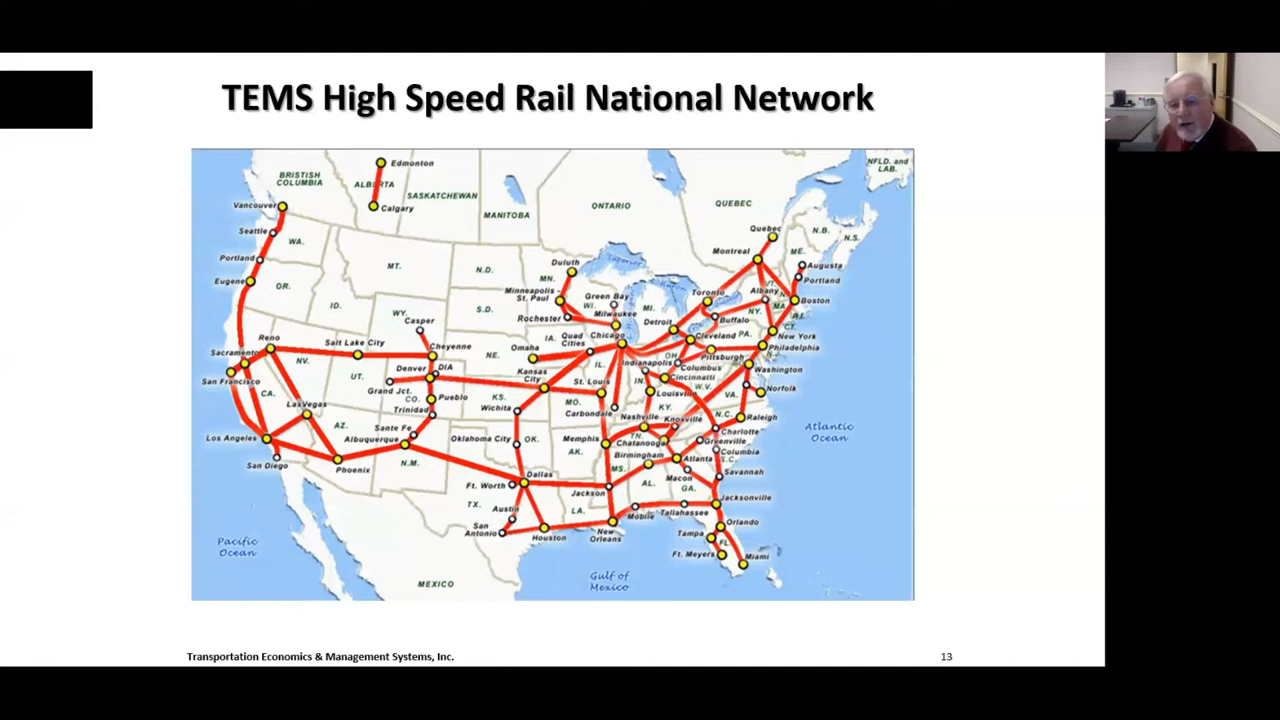 TEMS High Speed Rail National Network
Edmonton
BRISTISH
COLUMBIA
ALBERTA
SASKATCHEWAN
MANITOBA
ONTARIO
QUEBEC
NFLD. and
LAB.
Calgary
Vancouver
Seattle
WA.
Portland
Eugene
OR.
ID.
MT.
N.D.
S.D.
WY.
Casper
Cheyenne
NE.
Duluth
Superior
MN.
Minneapolis -
St. Paul
Rochester
Green Bay
WI.
Milwaukee
MI.
IA.
Quad
Cities
Chicago
Omaha
Detroit
Toronto
Buffalo
Cleveland
Quebec
Montreal
N.B.
N.S.
ME.
Augusta
Portland
VT.
Albany
MA
Boston
R.I.
CT.
NY.
New York
PA.
N.J.
Philadelphia
Pittsburgh
Washington
Norfolk
VA.
W.V.
OH
Columbus
Indianapolis
Cincinnati
IN.
Louisville
KY.
IL.
St. Louis
MO.
Carbondale
Kansas
City
KS.
Wichita
Reno
Salt Lake City
Sacramento
San Francisco
NV.
UT.
CA.
Denver
DIA
Grand Jct.
CO.
Pueblo
Trinidad
Las Vegas
AZ.
Santa Fe
Albuquerque
N.M.
Los Angeles
San Diego
Phoenix
Oklahoma City
OK.
AK.
Memphis
Nashville
TN.
Knoxville
Chatanooga
N.C.
Raleigh
Charlotte
Greenville
Columbia
S.C.
Birmingham
Atlanta
Macon
GA.
AL.
MS.
Jackson
Savannah
Dallas
Ft. Worth
TX.
Austin
San
Antonio
Houston
LA.
New
Orleans
Mobile
Tallahassee
Jacksonville
Orlando
Tampa
FL.
Ft. Meyers
Miami
Pacific
Ocean
MEXICO
Gulf of
Mexico
Atlantic
Ocean
Transportation Economics & Management Systems, Inc.
13